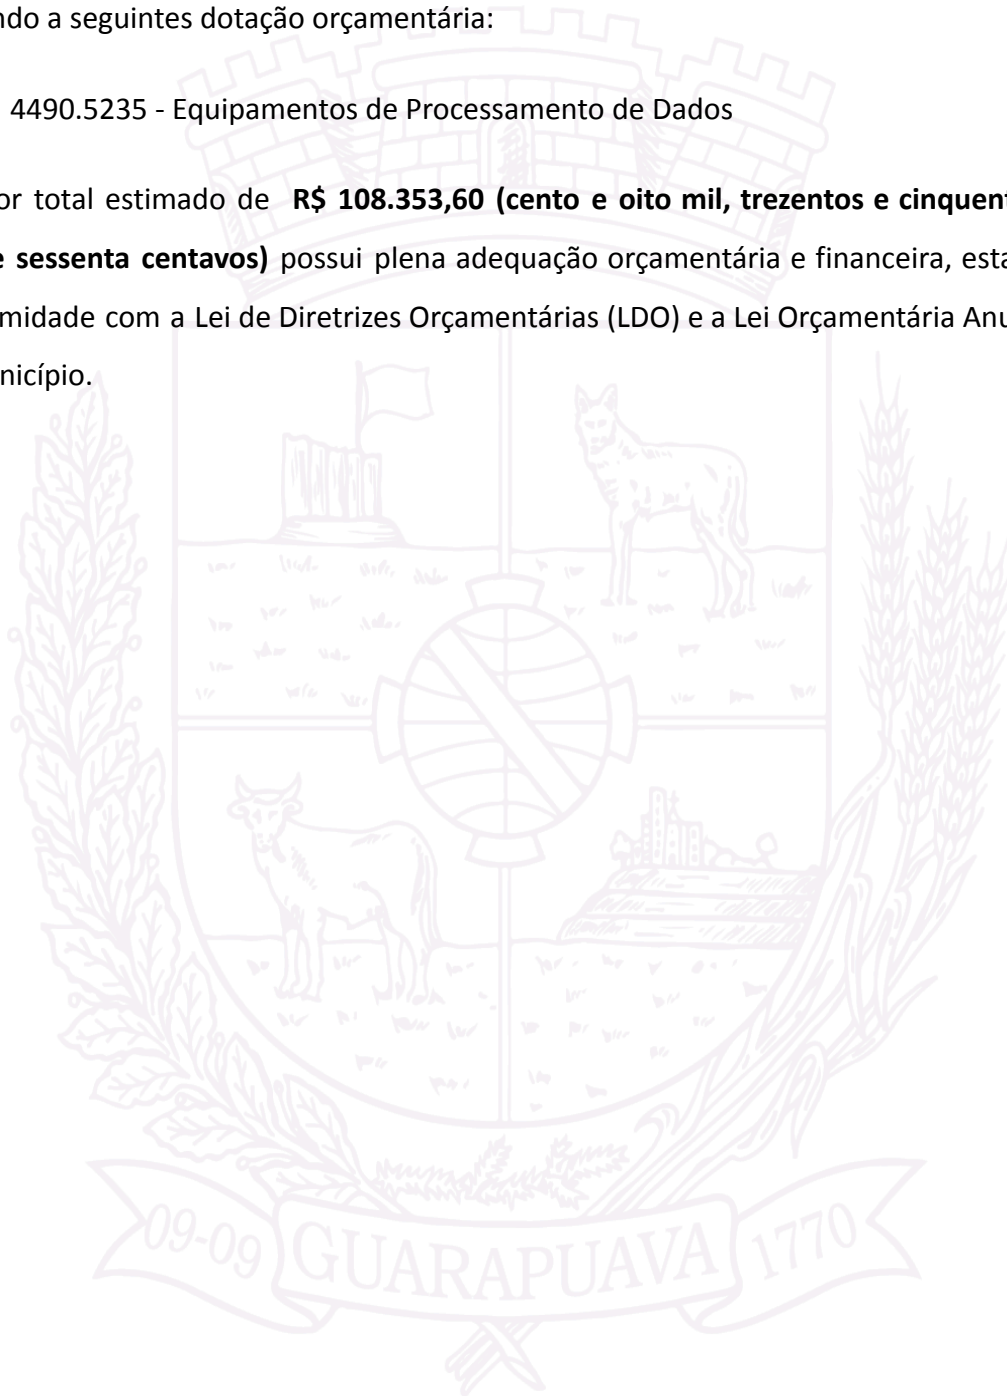 ndo a seguintes dotação orçamentária:
4490.5235 - Equipamentos de Processamento de Dados
or total estimado de R$ 108.353,60 (cento e oito mil, trezentos e cinquent
e sessenta centavos) possui plena adequação orçamentária e financeira, esta
midade com a Lei de Diretrizes Orçamentárias (LDO) e a Lei Orçamentária Anu
nicípio.
09-09 GUARAPUAVA 1770